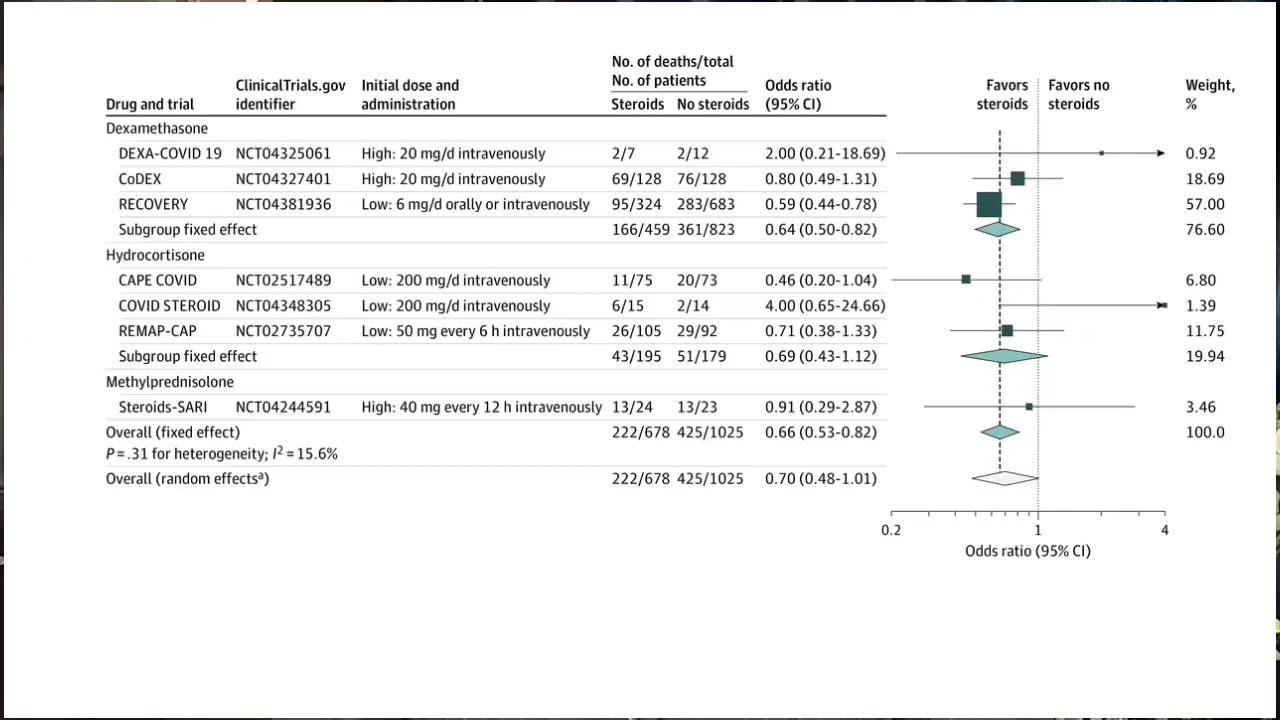 No. of deaths/total
No. of patients
ClinicalTrials.gov identifier
Initial dose and administration
Odds ratio (95% CI)
Favors steroids
Favors no steroids
Weight, %
Drug and trial
Steroids No steroids
Dexamethasone
DEXA-COVID 19 NCT04325061 High: 20 mg/d intravenously 2/7 2/12 2.00 (0.21-18.69) 0.92
CoDEX NCT04327401 High: 20 mg/d intravenously 69/128 76/128 0.80 (0.49-1.31) 18.69
RECOVERY NCT04381936 Low: 6 mg/d orally or intravenously 95/324 283/683 0.59 (0.44-0.78) 57.00
Subgroup fixed effect 166/459 361/823 0.64 (0.50-0.82) 76.60
Hydrocortisone
CAPE COVID NCT02517489 Low: 200 mg/d intravenously 11/75 20/73 0.46 (0.20-1.04) 6.80
COVID STEROID NCT04348305 Low: 200 mg/d intravenously 6/15 2/14 4.00 (0.65-24.66) 1.39
REMAP-CAP NCT02735707 Low: 50 mg every 6 h intravenously 26/105 29/92 0.71 (0.38-1.33) 11.75
Subgroup fixed effect 43/195 51/179 0.69 (0.43-1.12) 19.94
Methylprednisolone
Steroids-SARI NCT04244591 High: 40 mg every 12 h intravenously 13/24 13/23 0.91 (0.29-2.87) 3.46
Overall (fixed effect) 222/678 425/1025 0.66 (0.53-0.82) 100.0
P = .31 for heterogeneity; I² = 15.6%
Overall (random effectsᵃ) 222/678 425/1025 0.70 (0.48-1.01)
0.2 1 4
Odds ratio (95% CI)